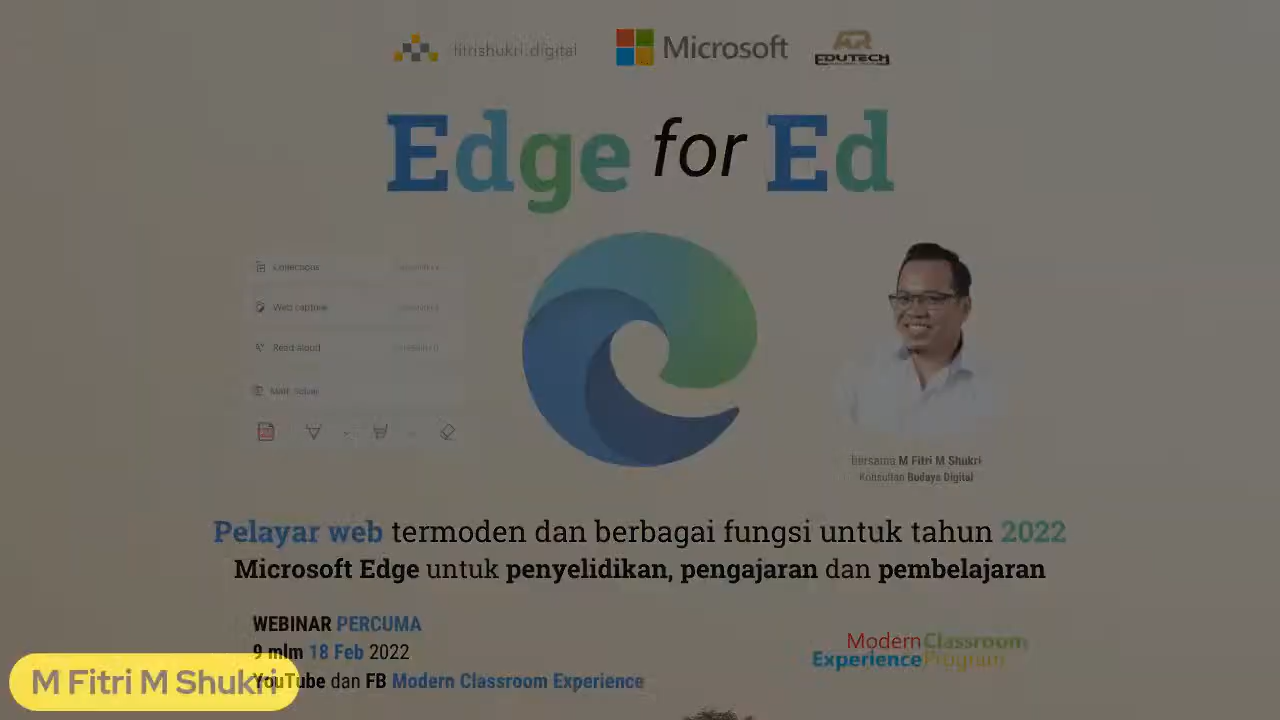 fitrishukri.digital
Microsoft
AR
EDUTECH
Edge for Ed
Collections
Web capture
Read aloud
Math Solver
bersama M Fitri M Shukri
Konsultan Budaya Digital
Pelayar web termoden dan berbagai fungsi untuk tahun 2022
Microsoft Edge untuk penyelidikan, pengajaran dan pembelajaran
WEBINAR PERCUMA
9 mlm 18 Feb 2022
YouTube dan FB Modern Classroom Experience
Modern Classroom
Experience Program
M Fitri M Shukri